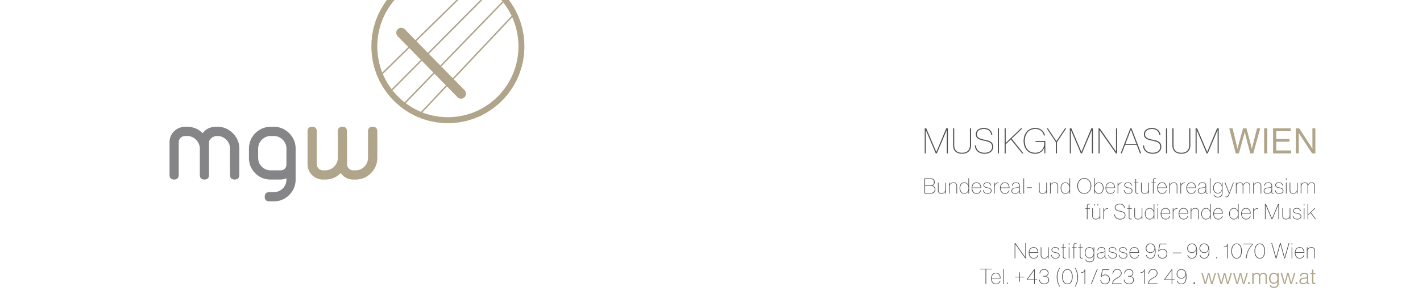 mgw
MUSIKGYMNASIUM WIEN
Bundesreal- und Oberstufenrealgymnasium
für Studierende der Musik
Neustiftgasse 95 – 99 . 1070 Wien
Tel. +43 (0)1/523 12 49 . www.mgw.at